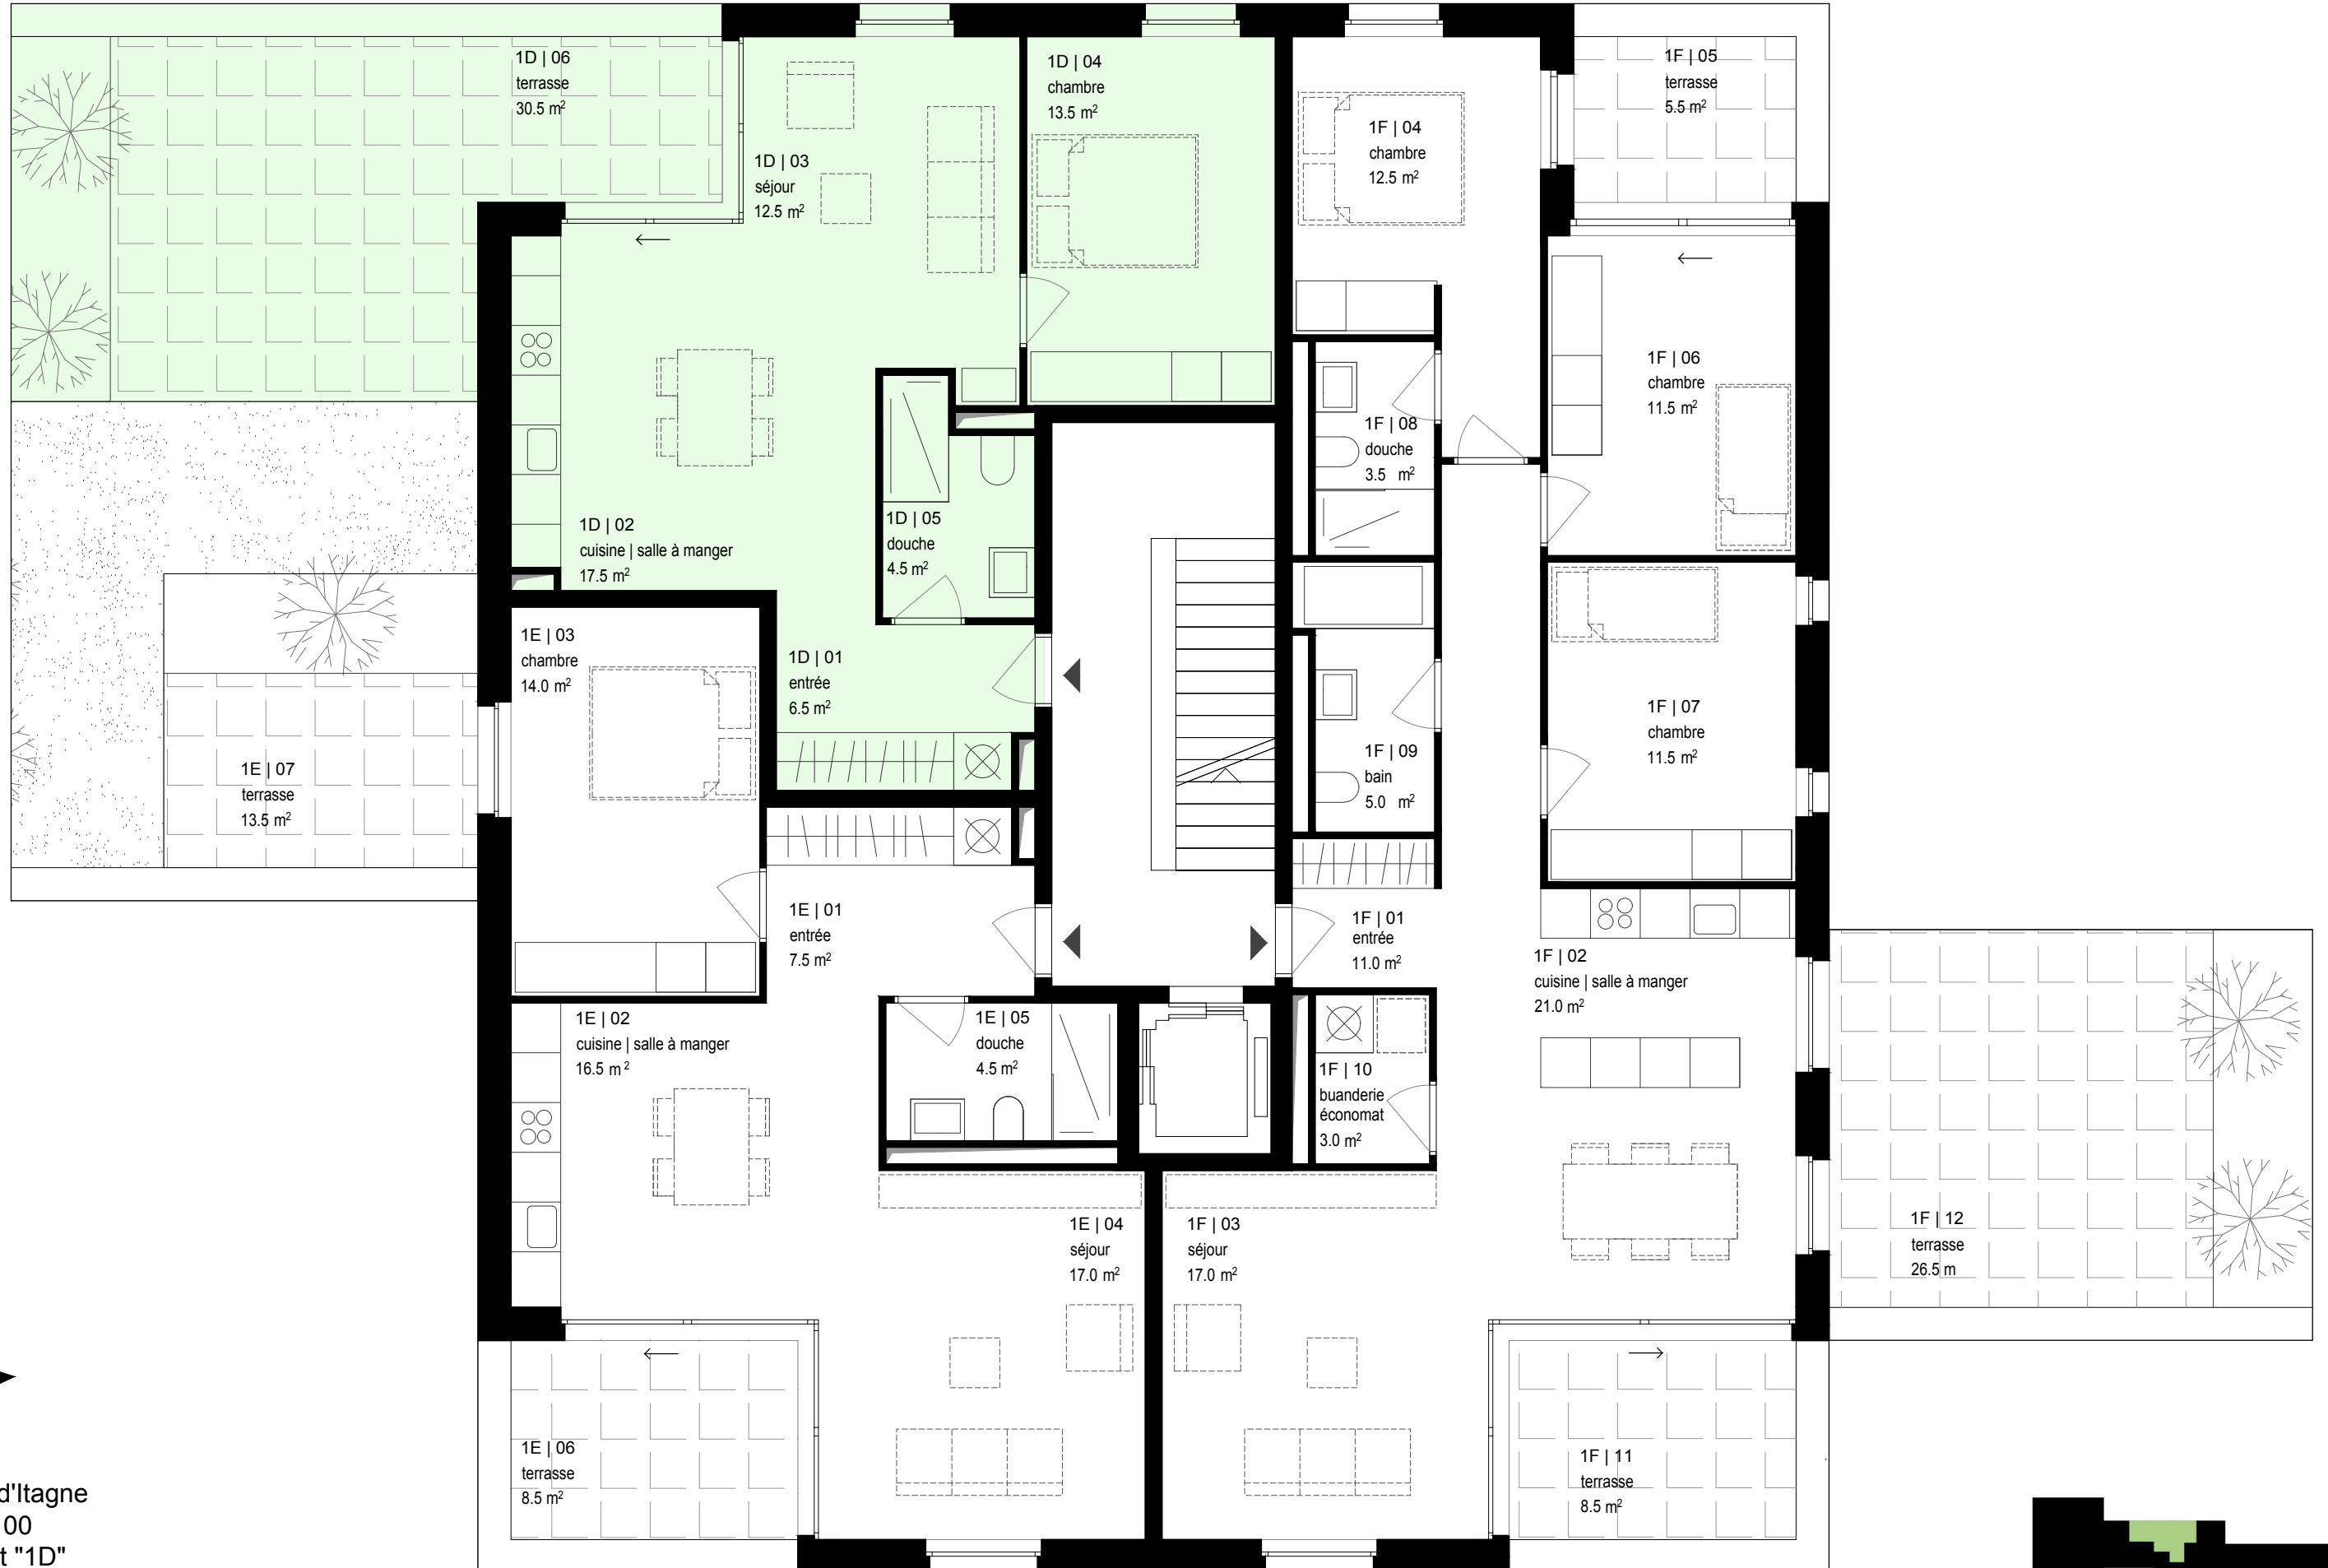 1D | 06
terrasse
30.5 m²
1D | 03
séjour
12.5 m²
1D | 04
chambre
13.5 m²
1F | 04
chambre
12.5 m²
1F | 05
terrasse
5.5 m²
1F | 06
chambre
11.5 m²
1F | 08
douche
3.5 m²
1D | 02
cuisine | salle à manger
17.5 m²
1D | 05
douche
4.5 m²
1E | 03
chambre
14.0 m²
1D | 01
entrée
6.5 m²
1F | 07
chambre
11.5 m²
1F | 09
bain
5.0 m²
1E | 07
terrasse
13.5 m²
1E | 01
entrée
7.5 m²
1F | 01
entrée
11.0 m²
1F | 02
cuisine | salle à manger
21.0 m²
1E | 02
cuisine | salle à manger
16.5 m²
1E | 05
douche
4.5 m²
1F | 10
buanderie
économat
3.0 m²
1E | 04
séjour
17.0 m²
1F | 03
séjour
17.0 m²
1F | 12
terrasse
26.5 m
1E | 06
terrasse
8.5 m²
1F | 11
terrasse
8.5 m²
d'Itagne
00
t "1D"